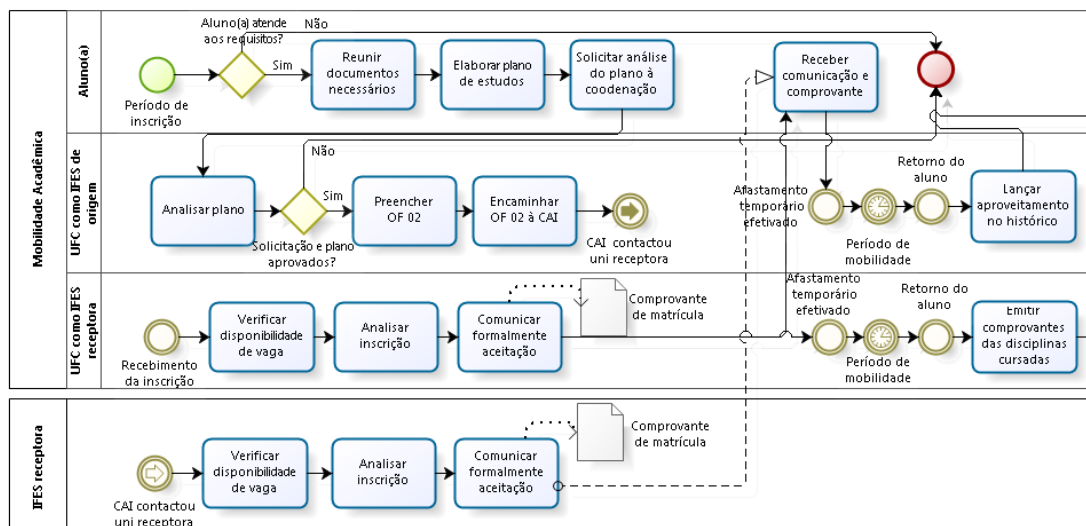 Mobilidade Acadêmica
Aluno(a)
Aluno(a) atende
aos requisitos?
Não
Sim
Período de
inscrição
Reunir
documentos
necessários
Elaborar plano
de estudos
Solicitar análise
do plano à
coodenação
Receber
comunicação e
comprovante
UFC como IFES de
origem
Analisar plano
Não
Sim
Solicitação e plano
aprovados?
Preencher
OF 02
Encaminhar
OF 02 à CAI
CAI contactou
uni receptora
Afastamento
temporário
efetivado
Período de
mobilidade
Retorno do
aluno
Lançar
aproveitamento
no histórico
UFC como IFES
receptora
Recebimento
da inscrição
Verificar
disponibilidade
de vaga
Analisar
inscrição
Comunicar
formalmente
aceitação
Comprovante
de matrícula
Afastamento
temporário
efetivado
Período de
mobilidade
Retorno do
aluno
Emitir
comprovantes
das disciplinas
cursadas
IFES receptora
CAI contactou
uni receptora
Verificar
disponibilidade
de vaga
Analisar
inscrição
Comunicar
formalmente
aceitação
Comprovante
de matrícula